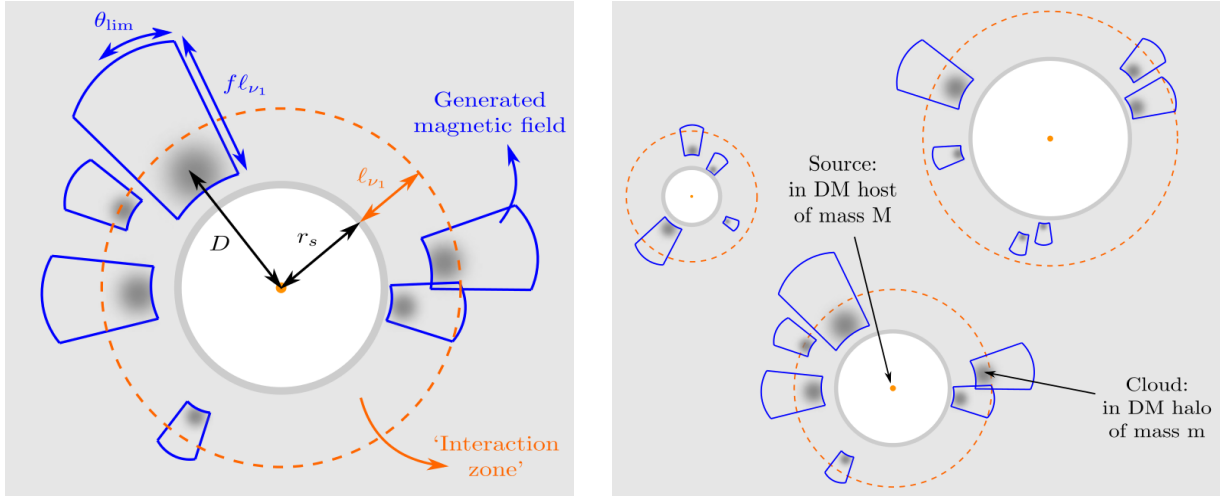 θ_lim
fℓ_ν₁
Generated
magnetic field
ℓ_ν₁
D
r_s
‘Interaction
zone’
Source:
in DM host
of mass M
Cloud:
in DM halo
of mass m